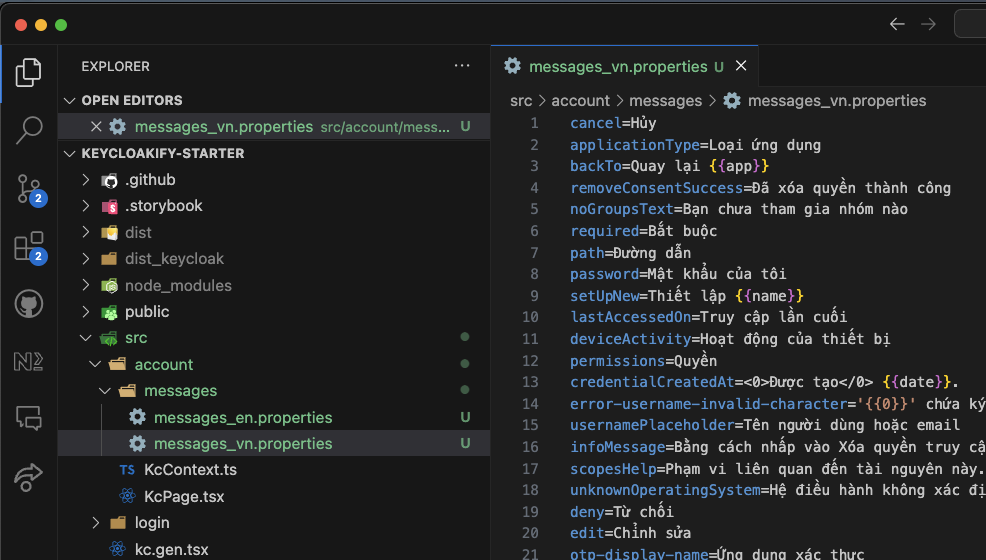 EXPLORER
OPEN EDITORS
messages_vn.properties src/account/mess... U
KEYCLOAKIFY-STARTER
.github
.storybook
dist
dist_keycloak
node_modules
public
src
account
messages
messages_en.properties U
messages_vn.properties U
TS KcContext.ts
KcPage.tsx
login
kc.gen.tsx
2
2
messages_vn.properties U
src > account > messages > messages_vn.properties
1 cancel=Hủy
2 applicationType=Loại ứng dụng
3 backTo=Quay lại {{app}}
4 removeConsentSuccess=Đã xóa quyền thành công
5 noGroupsText=Bạn chưa tham gia nhóm nào
6 required=Bắt buộc
7 path=Đường dẫn
8 password=Mật khẩu của tôi
9 setUpNew=Thiết lập {{name}}
10 lastAccessedOn=Truy cập lần cuối
11 deviceActivity=Hoạt động của thiết bị
12 permissions=Quyền
13 credentialCreatedAt=<0>Được tạo</0> {{date}}.
14 error-username-invalid-character='{{0}}' chứa ký
15 usernamePlaceholder=Tên người dùng hoặc email
16 infoMessage=Bằng cách nhấp vào Xóa quyền truy cậ
17 scopesHelp=Phạm vi liên quan đến tài nguyên này.
18 unknownOperatingSystem=Hệ điều hành không xác đị
19 deny=Từ chối
20 edit=Chỉnh sửa
21 otp-display-name=Ứng dụng xác thực